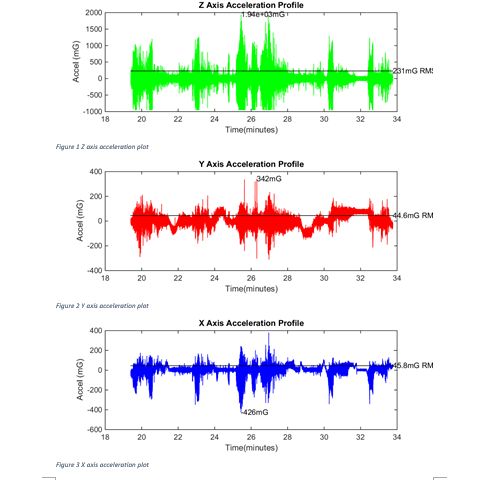 Z Axis Acceleration Profile
2000
1500
1000
500
0
-500
-1000
Accel (mG)
1.94e+03mG
231mG RMS
18 20 22 24 26 28 30 32 34
Time(minutes)
Figure 1 Z axis acceleration plot
Y Axis Acceleration Profile
400
200
0
-200
-400
Accel (mG)
342mG
44.6mG RM
18 20 22 24 26 28 30 32 34
Time(minutes)
Figure 2 Y axis acceleration plot
X Axis Acceleration Profile
400
200
0
-200
-400
-600
Accel (mG)
45.8mG RM
-426mG
18 20 22 24 26 28 30 32 34
Time(minutes)
Figure 3 X axis acceleration plot